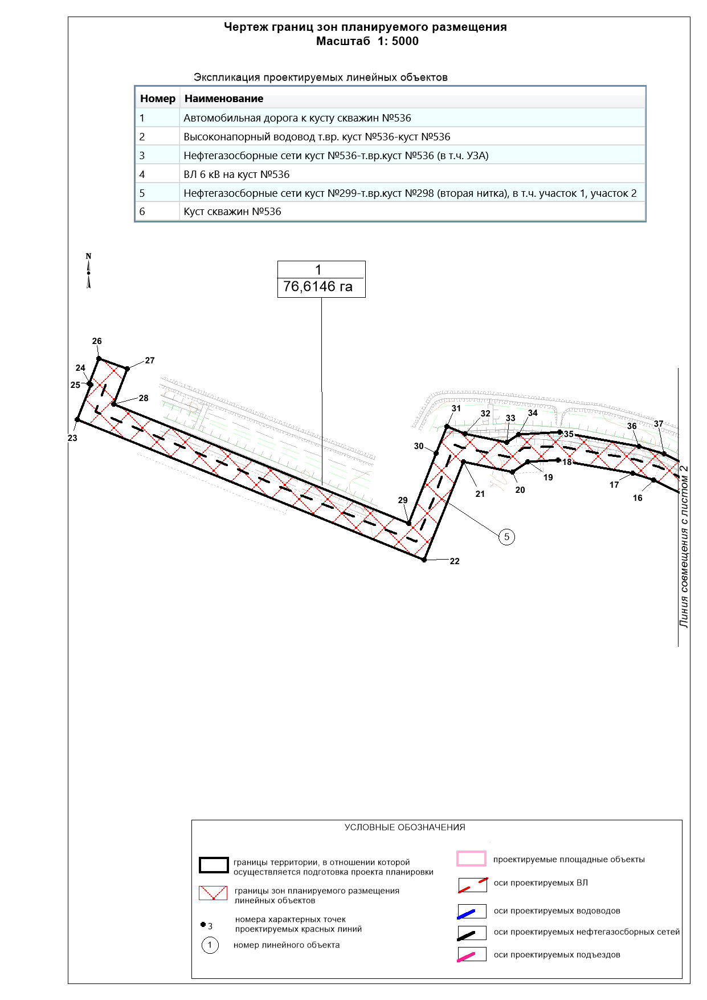 Чертеж границ зон планируемого размещения
Масштаб 1: 5000
Экспликация проектируемых линейных объектов
Номер Наименование
1 Автомобильная дорога к кусту скважин №536
2 Высоконапорный водовод т.вр. куст №536-куст №536
3 Нефтегазосборные сети куст №536-т.вр.куст №536 (в т.ч. УЗА)
4 ВЛ 6 кВ на куст №536
5 Нефтегазосборные сети куст №299-т.вр.куст №298 (вторая нитка), в т.ч. участок 1, участок 2
6 Куст скважин №536
N
1
76,6146 га
26
27
24
25
28
23
31
32
33
34
35
36
37
30
18
19
20
21
17
16
29
5
22
Линия совмещения с листом 2
УСЛОВНЫЕ ОБОЗНАЧЕНИЯ
границы территории, в отношении которой
осуществляется подготовка проекта планировки
границы зон планируемого размещения
линейных объектов
3
номера характерных точек
проектируемых красных линий
1
номер линейного объекта
проектируемые площадные объекты
оси проектируемых ВЛ
оси проектируемых водоводов
оси проектируемых нефтегазосборных сетей
оси проектируемых подъездов